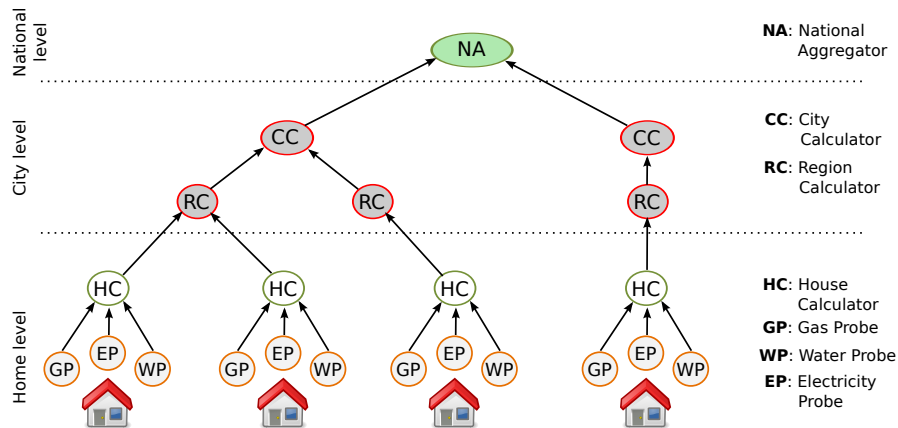 National
level
NA
NA: National
Aggregator
City level
CC
CC
CC: City
Calculator
RC
RC
RC
RC: Region
Calculator
Home level
HC
HC
HC
HC
HC: House
Calculator
GP
EP
WP
GP
EP
WP
GP
EP
WP
GP
EP
WP
GP: Gas Probe
WP: Water Probe
EP: Electricity
Probe